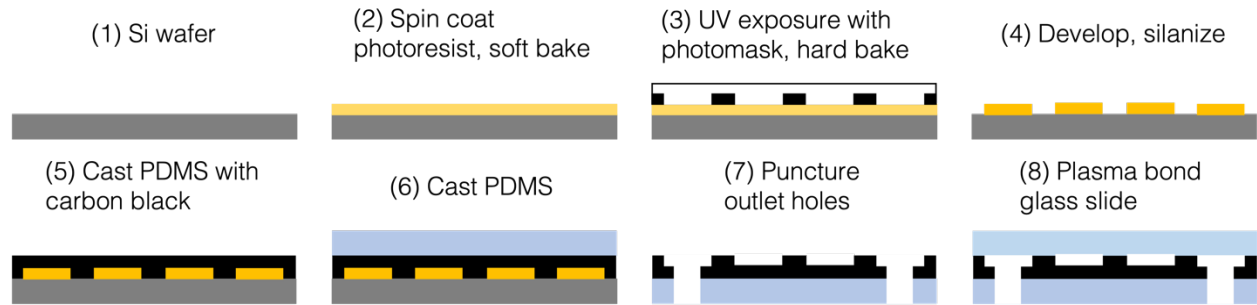 (1) Si wafer
(2) Spin coat
photoresist, soft bake
(3) UV exposure with
photomask, hard bake
(4) Develop, silanize
(5) Cast PDMS with
carbon black
(6) Cast PDMS
(7) Puncture
outlet holes
(8) Plasma bond
glass slide